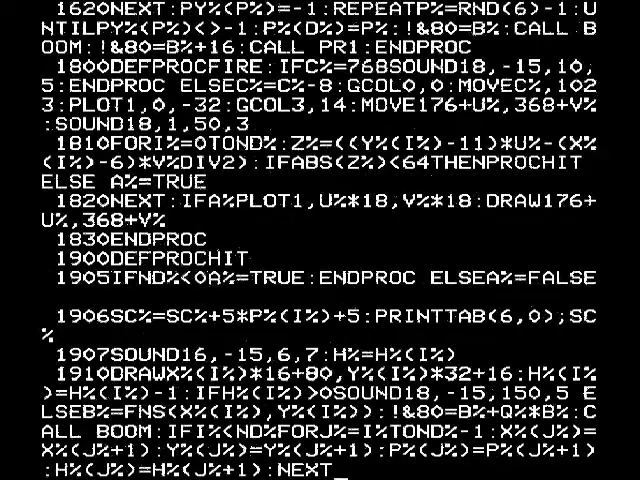 1620NEXT:PY%(P%)=-1:REPEATP%=RND(6)-1:U
NTILPY%(P%)<>-1:P%(D%)=P%:!&80=B%:CALL B
OOM:!&80=B%+16:CALL PR1:ENDPROC
1800DEFPROCFIRE:IFC%=768SOUND18,-15,10,
5:ENDPROC ELSEC%=C%-8:GCOL0,0:MOVEC%,102
3:PLOT1,0,-32:GCOL3,14:MOVE176+U%,368+V%
:SOUND18,1,50,3
1810FORI%=0TOND%:Z%=((Y%(I%)-11)*U%-(X%
(I%)-6)*V%DIV2):IFABS(Z%)<64THENPROCHIT
ELSE A%=TRUE
1820NEXT:IFA%PLOT1,U%*18,V%*18:DRAW176+
U%,368+V%
1830ENDPROC
1900DEFPROCHIT
1905IFND%<0A%=TRUE:ENDPROC ELSEA%=FALSE
1906SC%=SC%+5*P%(I%)+5:PRINTTAB(6,0);SC
%
1907SOUND16,-15,6,7:H%=H%(I%)
1910DRAWX%(I%)*16+80,Y%(I%)*32+16:H%(I%
)=H%(I%)-1:IFH%(I%)>0SOUND18,-15,150,5 E
LSEB%=FNS(X%(I%),Y%(I%)):!&80=B%+Q%*B%:C
ALL BOOM:IFI%<ND%FORJ%=I%TOND%-1:X%(J%)=
X%(J%+1):Y%(J%)=Y%(J%+1):P%(J%)=P%(J%+1)
:H%(J%)=H%(J%+1):NEXT